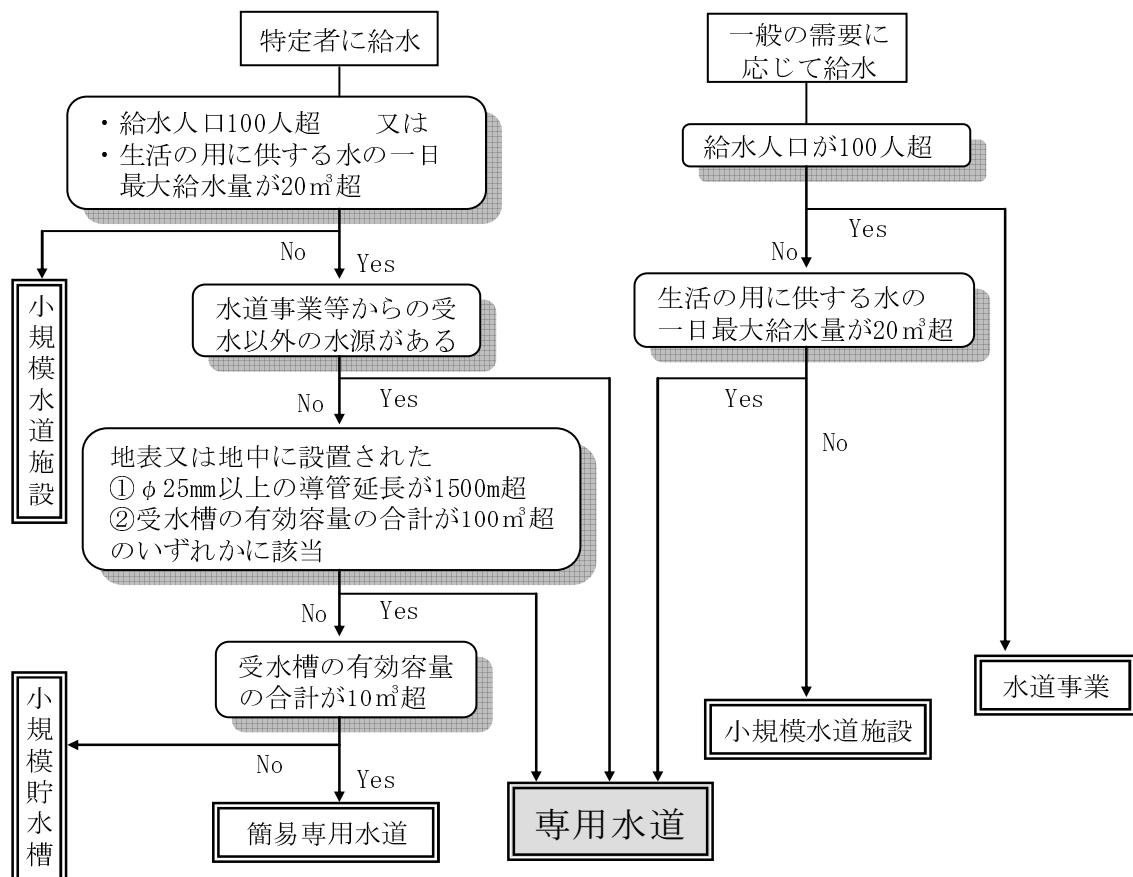 特定者に給水
・給水人口100人超　　又は
・生活の用に供する水の一日
最大給水量が20㎥超
No
Yes
小規模水道施設
水道事業等からの受
水以外の水源がある
No
Yes
地表又は地中に設置された
①φ25mm以上の導管延長が1500m超
②受水槽の有効容量の合計が100㎥超
のいずれかに該当
No
Yes
受水槽の有効容量
の合計が10㎥超
No
Yes
小規模貯水槽
簡易専用水道
専用水道
一般の需要に
応じて給水
給水人口が100人超
No
Yes
生活の用に供する水の
一日最大給水量が20㎥超
Yes
No
小規模水道施設
水道事業